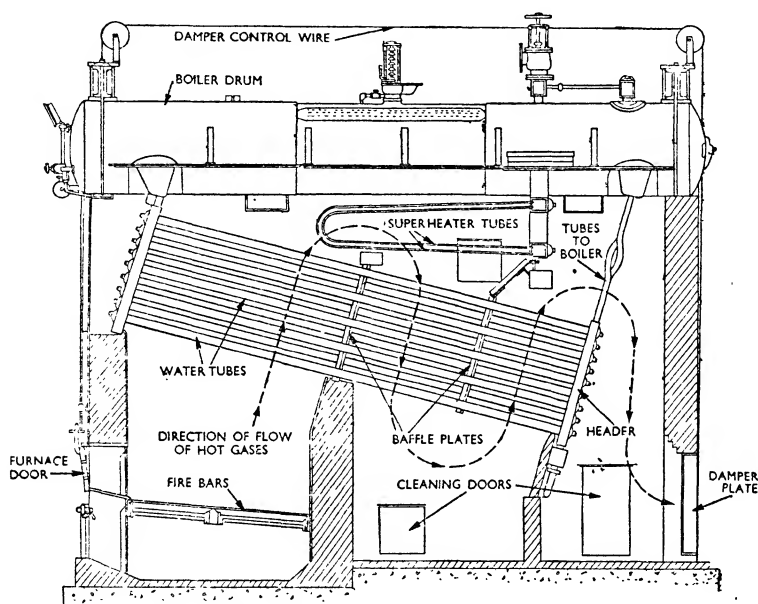 DAMPER CONTROL WIRE
BOILER DRUM
SUPERHEATER TUBES
TUBES
TO
BOILER
WATER TUBES
DIRECTION OF FLOW
OF
HOT GASES
BAFFLE PLATES
HEADER
FURNACE
DOOR
FIRE BARS
CLEANING DOORS
DAMPER
PLATE